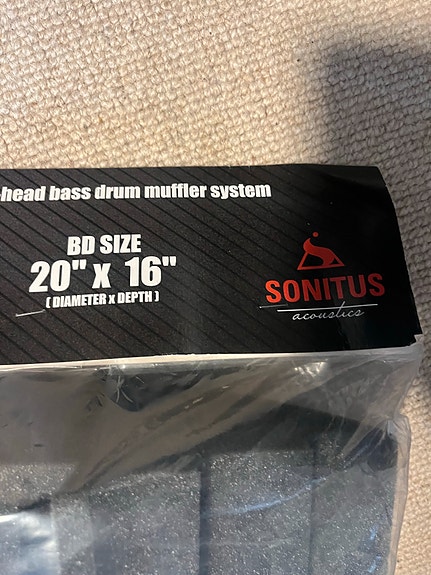 -head bass drum muffler system
BD SIZE
20" x 16"
( DIAMETER x DEPTH )
SONITUS
acoustics